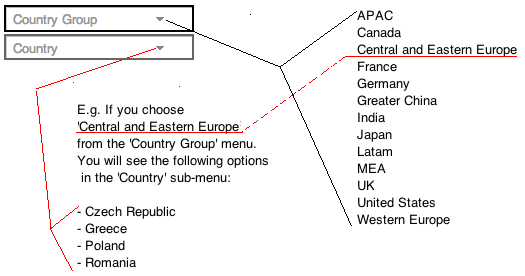 Country Group
Country
APAC
Canada
Central and Eastern Europe
France
Germany
Greater China
India
Japan
Latam
MEA
UK
United States
Western Europe
E.g. If you choose
'Central and Eastern Europe
from the 'Country Group' menu.
You will see the following options
in the 'Country' sub-menu:
- Czech Republic
- Greece
- Poland
- Romania